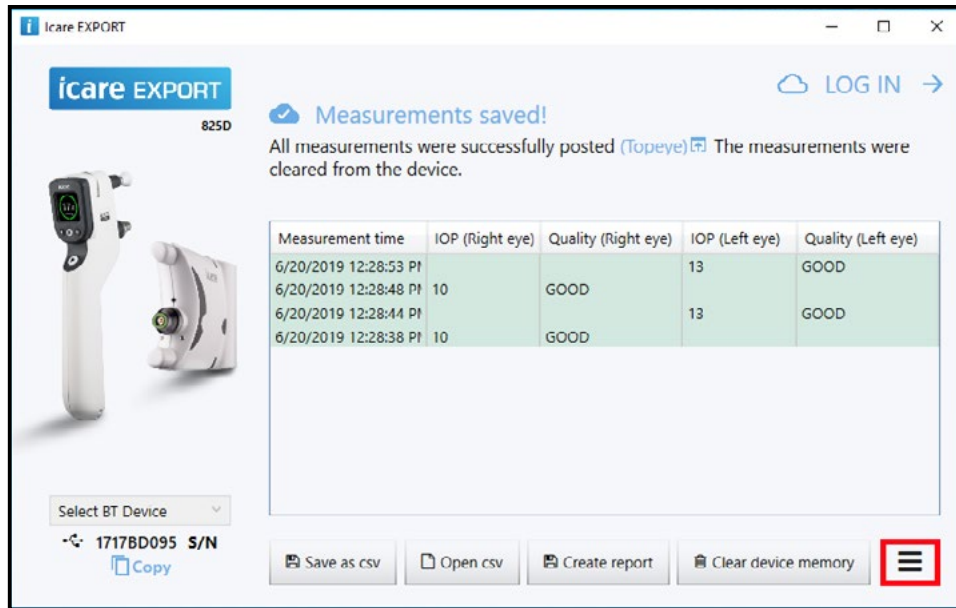 Icare EXPORT
icare EXPORT
825D
LOG IN
Measurements saved!
All measurements were successfully posted (Topeye) The measurements were
cleared from the device.
Measurement time IOP (Right eye) Quality (Right eye) IOP (Left eye) Quality (Left eye)
6/20/2019 12:28:53 PM 13 GOOD
6/20/2019 12:28:48 PM 10 GOOD
6/20/2019 12:28:44 PM 13 GOOD
6/20/2019 12:28:38 PM 10 GOOD
Select BT Device
1717BD095 S/N
Copy
Save as csv Open csv Create report Clear device memory